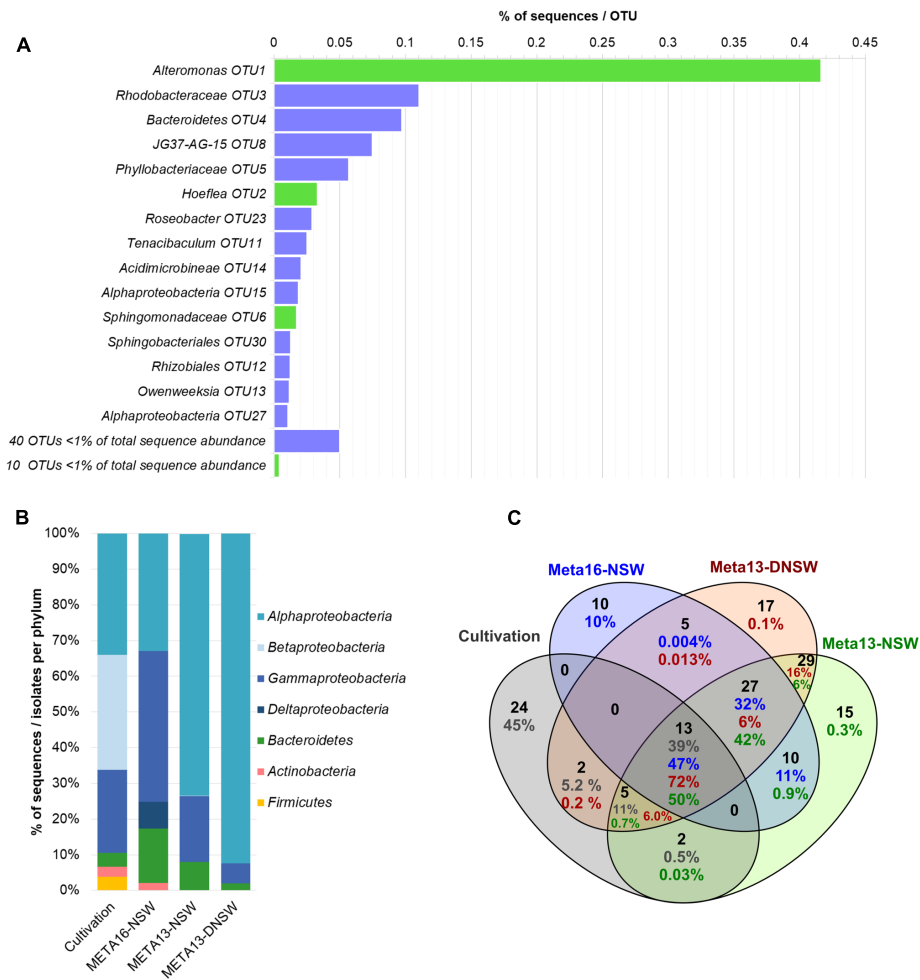 % of sequences / OTU
A
0 0.05 0.1 0.15 0.2 0.25 0.3 0.35 0.4 0.45
Alteromonas OTU1
Rhodobacteraceae OTU3
Bacteroidetes OTU4
JG37-AG-15 OTU8
Phyllobacteriaceae OTU5
Hoeflea OTU2
Roseobacter OTU23
Tenacibaculum OTU11
Acidimicrobineae OTU14
Alphaproteobacteria OTU15
Sphingomonadaceae OTU6
Sphingobacteriales OTU30
Rhizobiales OTU12
Owenweeksia OTU13
Alphaproteobacteria OTU27
40 OTUs <1% of total sequence abundance
10 OTUs <1% of total sequence abundance
B
% of sequences / isolates per phylum
100%
90%
80%
70%
60%
50%
40%
30%
20%
10%
0%
Cultivation
META16-NSW
META13-NSW
META13-DNSW
Alphaproteobacteria
Betaproteobacteria
Gammaproteobacteria
Deltaproteobacteria
Bacteroidetes
Actinobacteria
Firmicutes
C
Meta16-NSW
Meta13-DNSW
Cultivation
Meta13-NSW
10
10%
5
0.004%
0.013%
17
0.1%
29
16%
6%
0
24
45%
0
27
32%
6%
42%
15
0.3%
13
39%
47%
72%
50%
2
5.2 %
0.2 %
5
11%
0.7%
6.0%
10
11%
0.9%
0
2
0.5%
0.03%